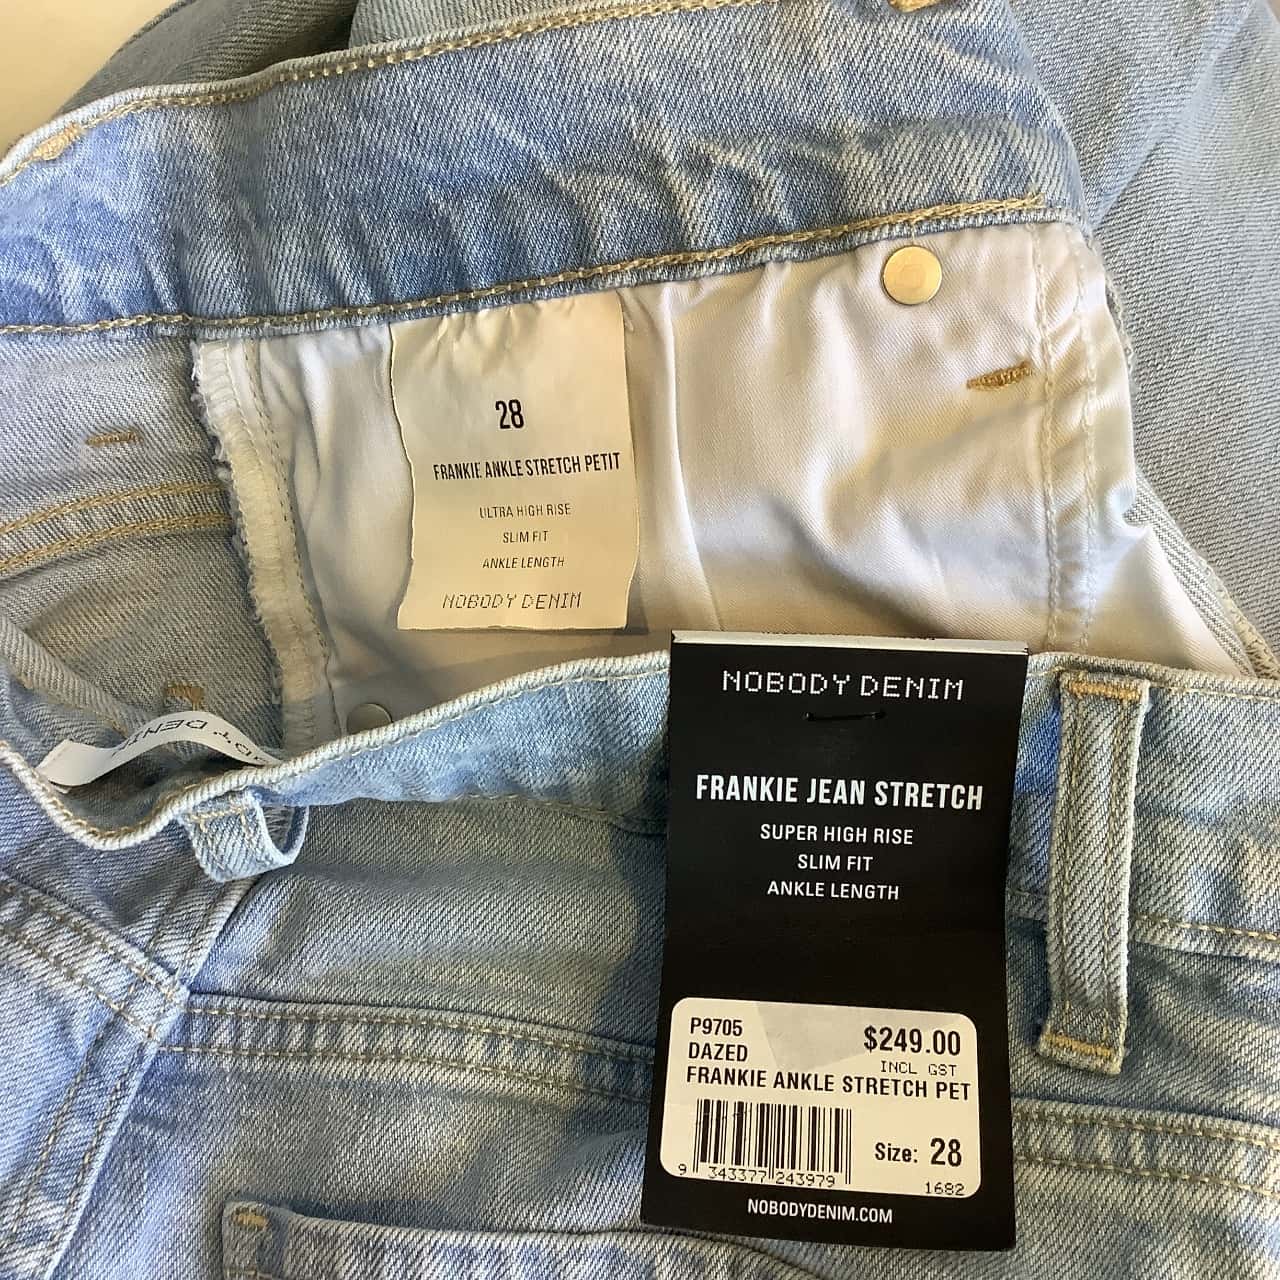 28
FRANKIE ANKLE STRETCH PETIT
ULTRA HIGH RISE
SLIM FIT
ANKLE LENGTH
NOBODY DENIM
NOBODY DENIM
FRANKIE JEAN STRETCH
SUPER HIGH RISE
SLIM FIT
ANKLE LENGTH
P9705
$249.00
DAZED
INCL GST
FRANKIE ANKLE STRETCH PET
Size: 28
9 343377 243979
1682
NOBODYDENIM.COM